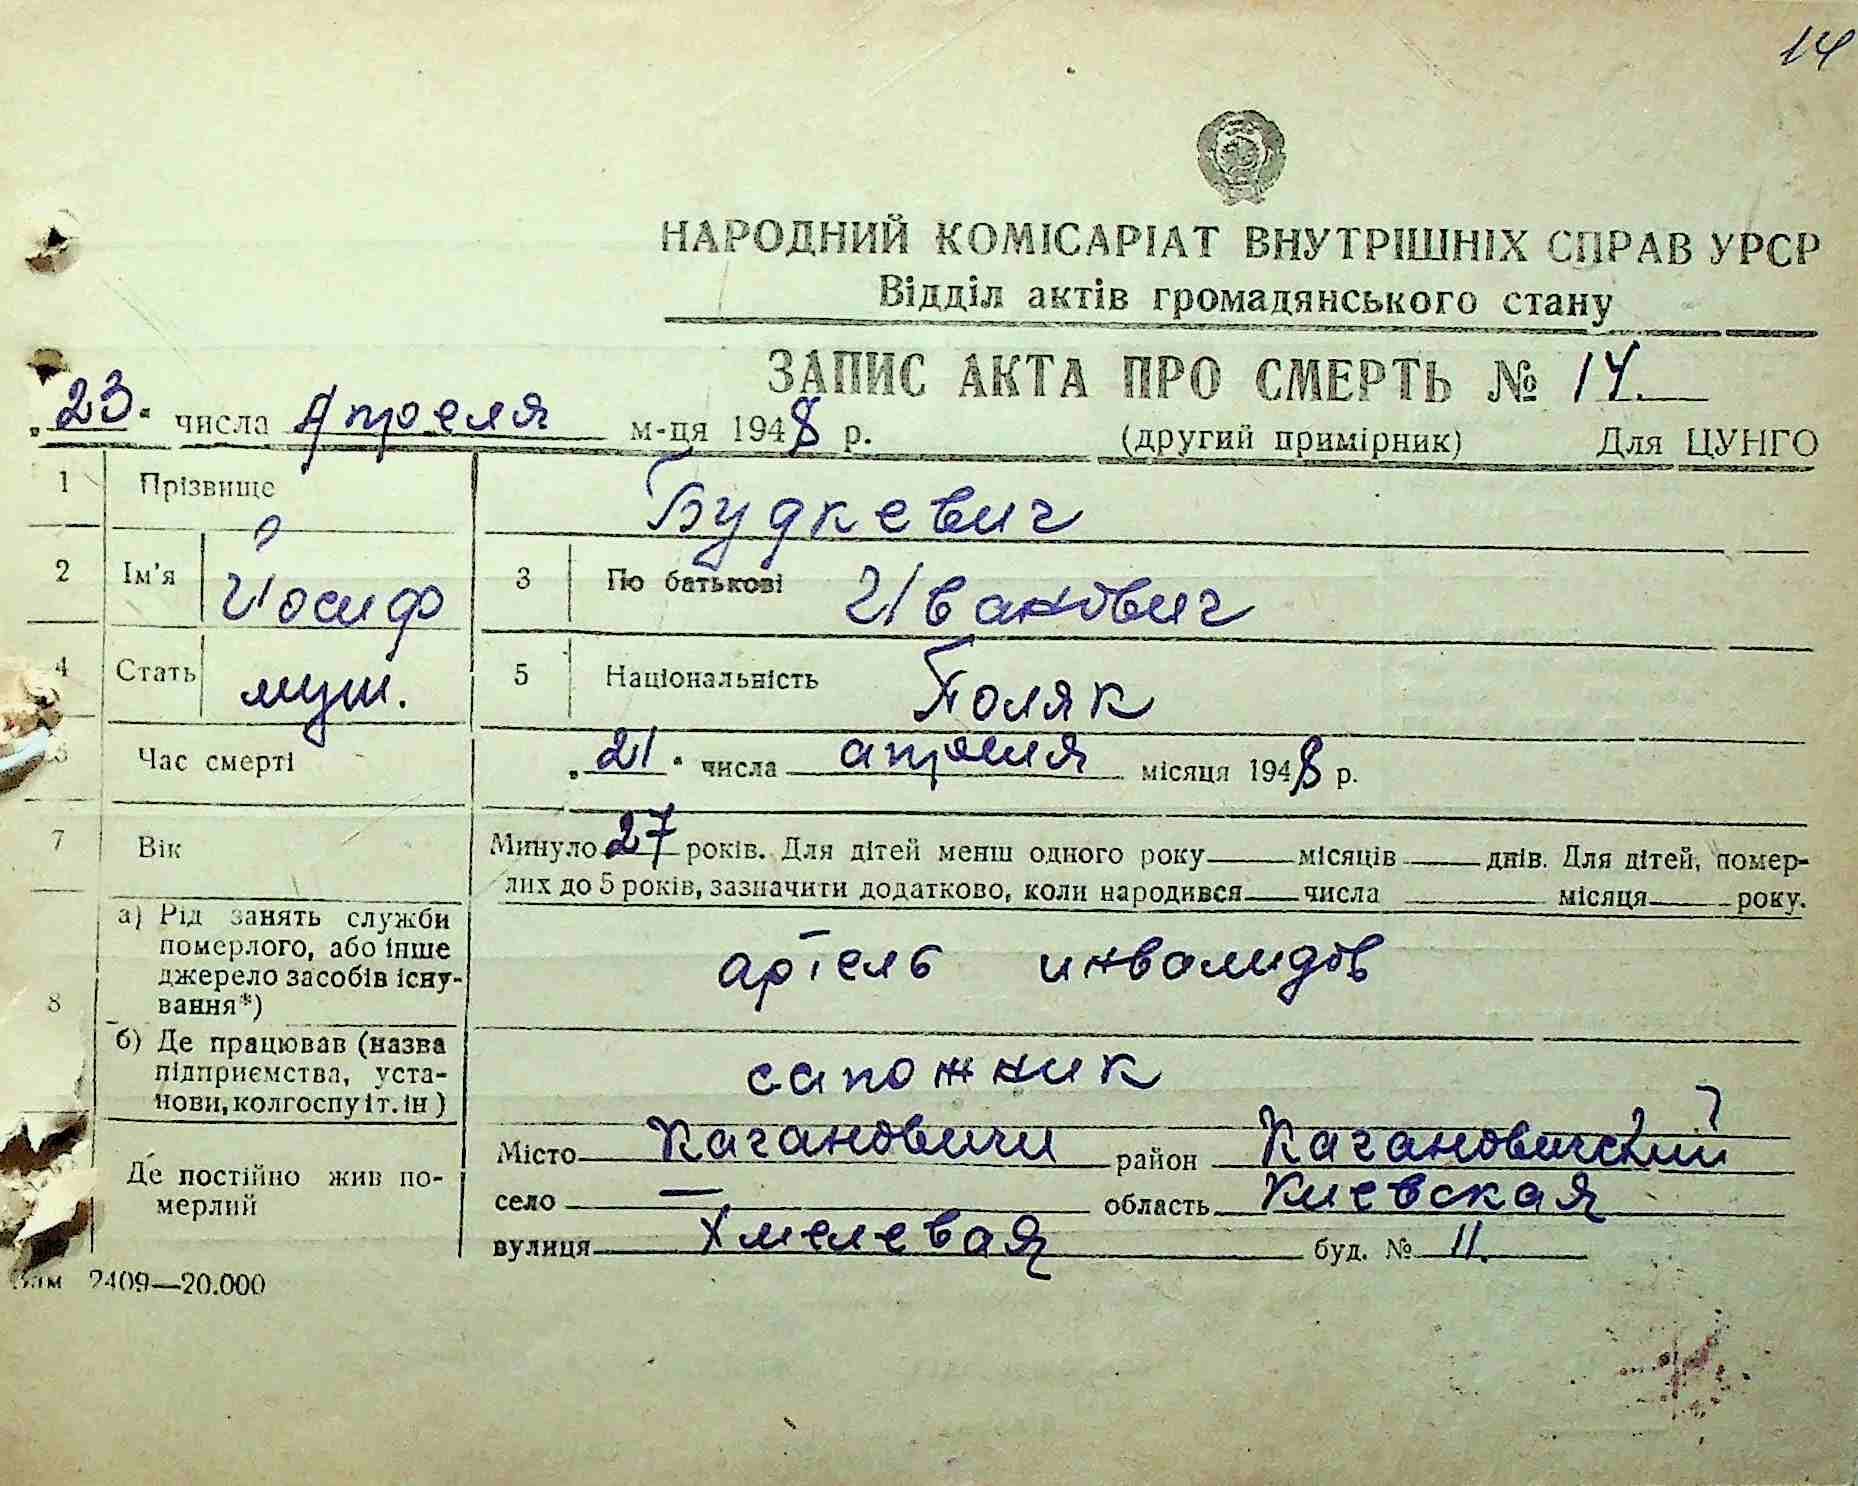 14
НАРОДНИЙ КОМІСАРІАТ ВНУТРІШНІХ СПРАВ УРСР
Відділ актів громадянського стану
ЗАПИС АКТА ПРО СМЕРТЬ № 14.
„23" числа Апреля м-ця 1948 р. (другий примірник) Для ЦУНГО
1 Прізвище Будкевич
2 Ім'я Йосиф 3 По батькові Иванович
4 Стать муш. 5 Національність Поляк
Час смерті „21" числа апреля місяця 1948 р.
7 Вік Минуло 27 років. Для дітей менш одного року місяців днів. Для дітей, помер-
лих до 5 років, зазначити додатково, коли народився числа місяця року.
8 а) Рід занять служби
померлого, або інше
джерело засобів існу-
вання*)
артель инвалидов
б) Де працював (назва
підприємства, уста-
нови, колгоспу і т. ін)
сапожник
Де постійно жив по-
мерлий
Місто Кагановичи район Кагановичский
село — область Киевская
вулиця Хмелевая буд. № 11.
Зам 2409—20.000